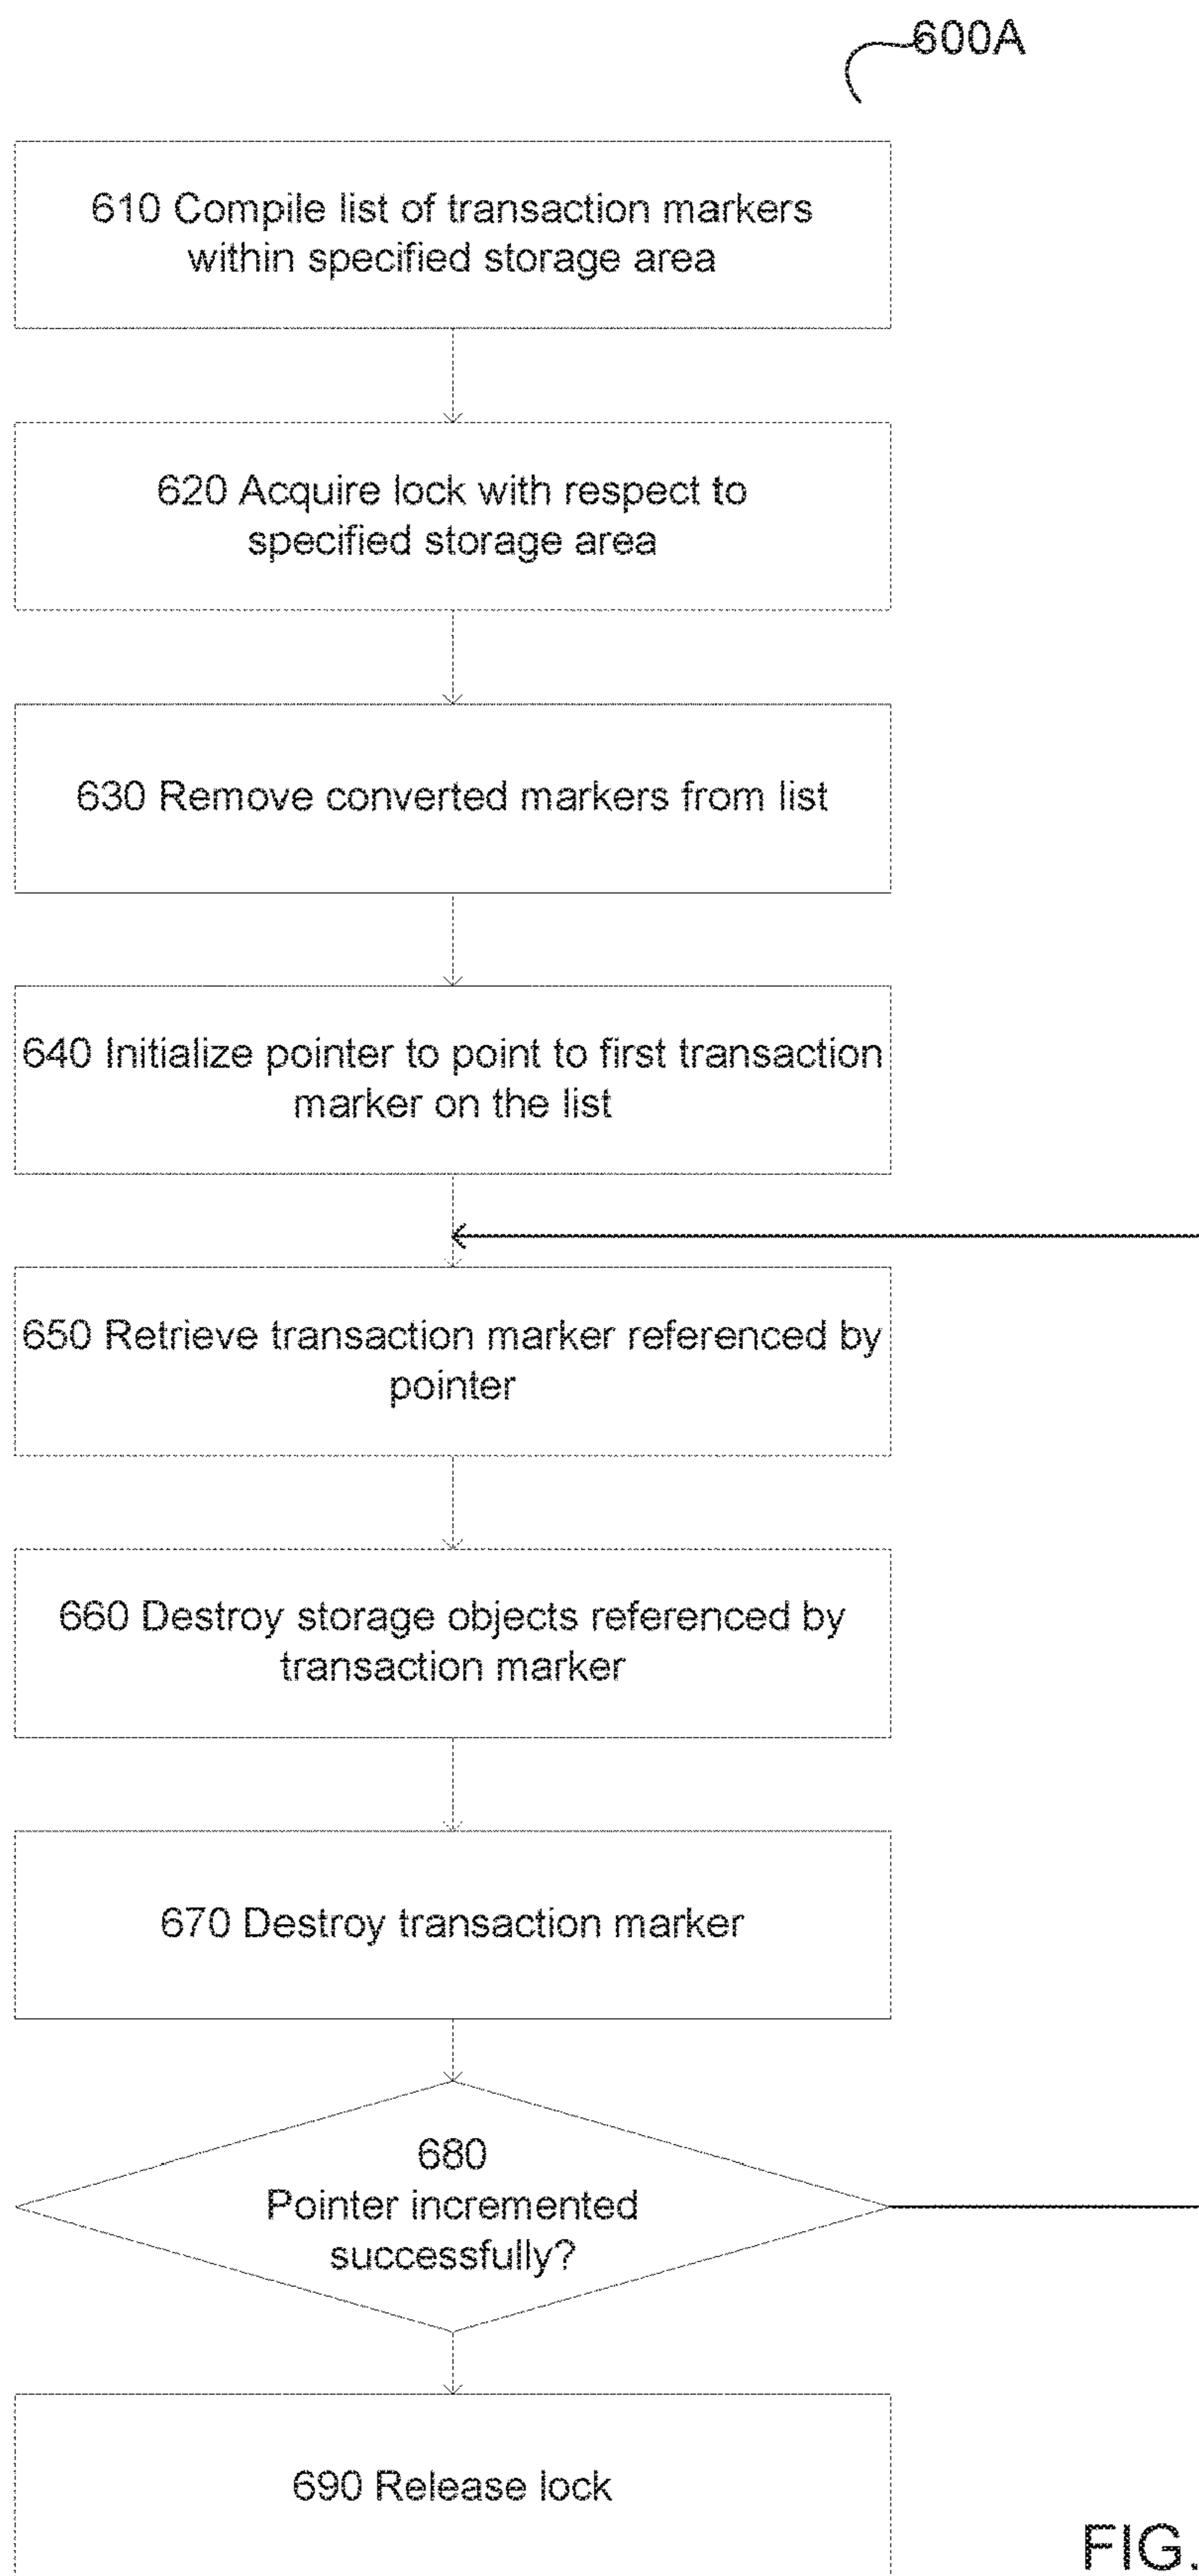 600A
610 Compile list of transaction markers
within specified storage area
620 Acquire lock with respect to
specified storage area
630 Remove converted markers from list
640 Initialize pointer to point to first transaction
marker on the list
650 Retrieve transaction marker referenced by
pointer
660 Destroy storage objects referenced by
transaction marker
670 Destroy transaction marker
680
Pointer incremented
successfully?
690 Release lock
FIG.